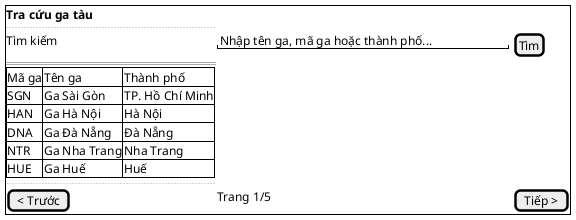 Tra cứu ga tàu
Tìm kiếm Nhập tên ga, mã ga hoặc thành phố... Tìm
Mã ga Tên ga Thành phố
SGN Ga Sài Gòn TP. Hồ Chí Minh
HAN Ga Hà Nội Hà Nội
DNA Ga Đà Nẵng Đà Nẵng
NTR Ga Nha Trang Nha Trang
HUE Ga Huế Huế
< Trước Trang 1/5 Tiếp >